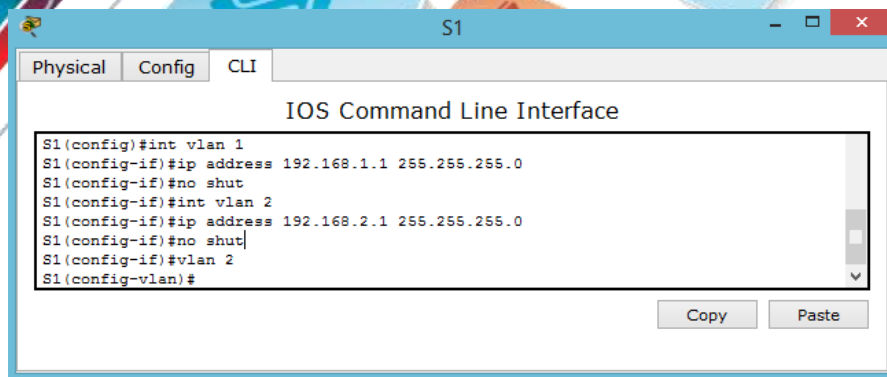 S1
Physical Config CLI
IOS Command Line Interface
S1(config)#int vlan 1
S1(config-if)#ip address 192.168.1.1 255.255.255.0
S1(config-if)#no shut
S1(config-if)#int vlan 2
S1(config-if)#ip address 192.168.2.1 255.255.255.0
S1(config-if)#no shut
S1(config-if)#vlan 2
S1(config-vlan)#
Copy Paste